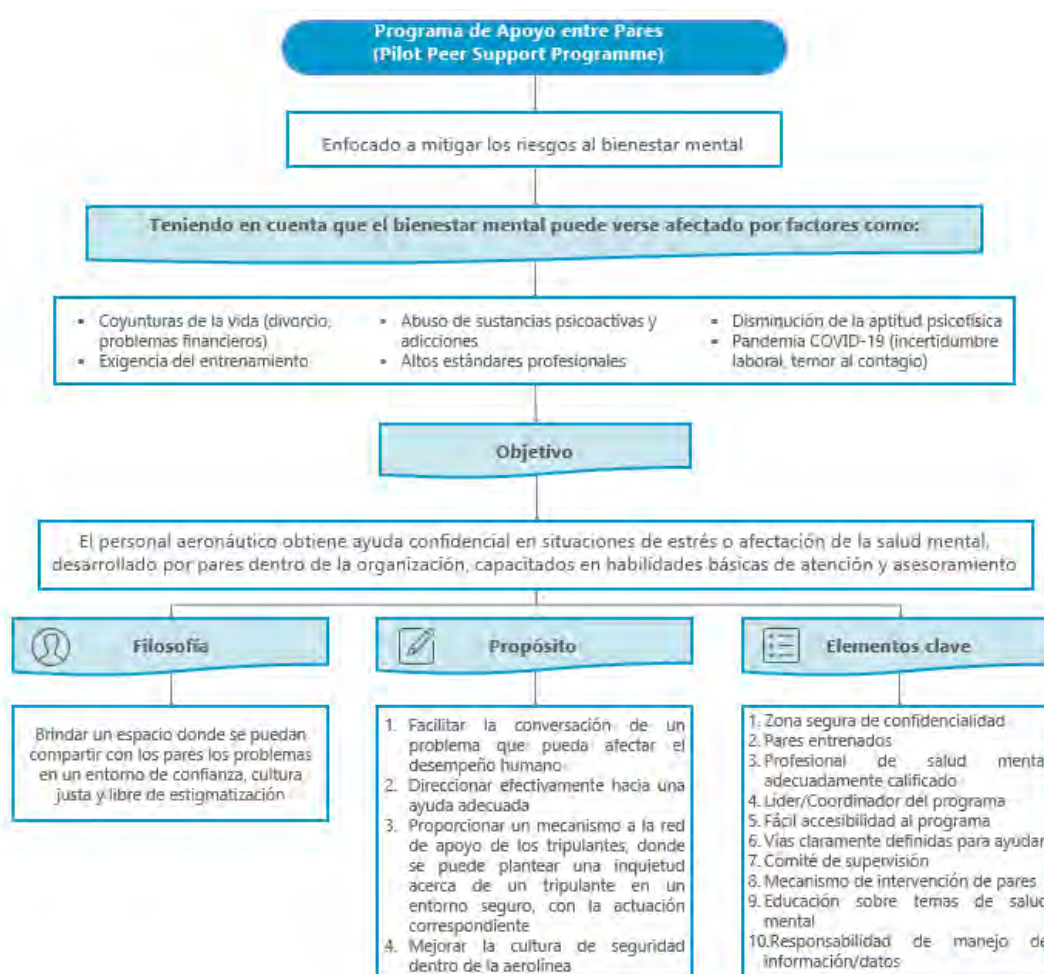 Programa de Apoyo entre Pares
(Pilot Peer Support Programme)
Enfocado a mitigar los riesgos al bienestar mental
Teniendo en cuenta que el bienestar mental puede verse afectado por factores como:
• Coyunturas de la vida (divorcio,
problemas financieros)
• Exigencia del entrenamiento
• Abuso de sustancias psicoactivas y
adicciones
• Altos estándares profesionales
• Disminución de la aptitud psicofísica
• Pandemia COVID-19 (incertidumbre
laboral, temor al contagio)
Objetivo
El personal aeronáutico obtiene ayuda confidencial en situaciones de estrés o afectación de la salud mental,
desarrollado por pares dentro de la organización, capacitados en habilidades básicas de atención y asesoramiento
Filosofía
Brindar un espacio donde se puedan
compartir con los pares los problemas
en un entorno de confianza, cultura
justa y libre de estigmatización
Propósito
1. Facilitar la conversación de un
problema que pueda afectar el
desempeño humano
2. Direccionar efectivamente hacia una
ayuda adecuada
3. Proporcionar un mecanismo a la red
de apoyo de los tripulantes, donde
se puede plantear una inquietud
acerca de un tripulante en un
entorno seguro, con la actuación
correspondiente
4. Mejorar la cultura de seguridad
dentro de la aerolínea
Elementos clave
1. Zona segura de confidencialidad
2. Pares entrenados
3. Profesional de salud menta
adecuadamente calificado
4. Líder/Coordinador del programa
5. Fácil accesibilidad al programa
6. Vías claramente definidas para ayudar
7. Comité de supervisión
8. Mecanismo de intervención de pares
9. Educación sobre temas de salud
mental
10.Responsabilidad de manejo de
información/datos